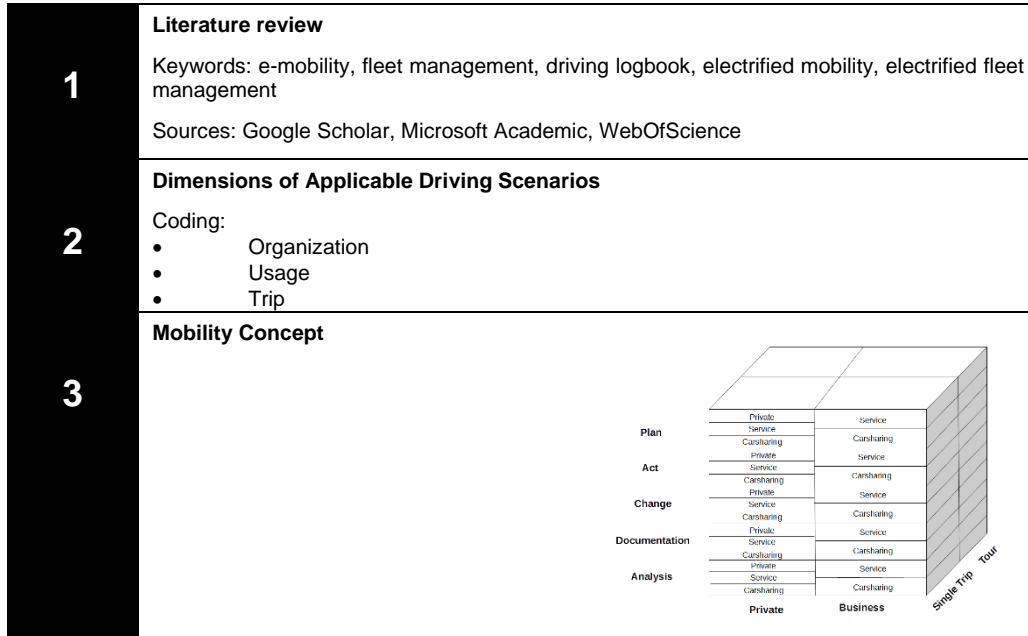 Literature review
1
Keywords: e-mobility, fleet management, driving logbook, electrified mobility, electrified fleet
management
Sources: Google Scholar, Microsoft Academic, WebOfScience
Dimensions of Applicable Driving Scenarios
2
Coding:
• Organization
• Usage
• Trip
Mobility Concept
3
Plan
Private
Service
Carsharing
Service
Carsharing
Act
Private
Service
Carsharing
Service
Carsharing
Change
Private
Service
Carsharing
Service
Carsharing
Documentation
Private
Service
Carsharing
Service
Carsharing
Analysis
Private
Service
Carsharing
Service
Carsharing
Private
Business
Single Trip
Tour